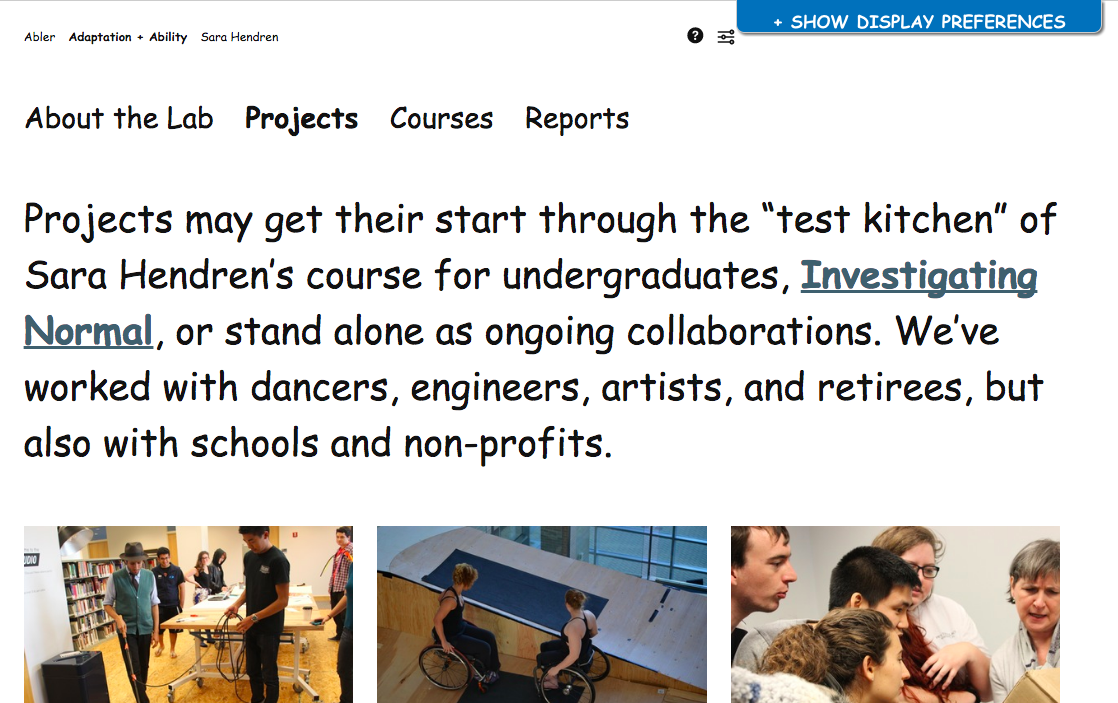 + SHOW DISPLAY PREFERENCES
Abler Adaptation + Ability Sara Hendren
About the Lab Projects Courses Reports
Projects may get their start through the “test kitchen” of
Sara Hendren’s course for undergraduates, Investigating
Normal, or stand alone as ongoing collaborations. We’ve
worked with dancers, engineers, artists, and retirees, but
also with schools and non-profits.